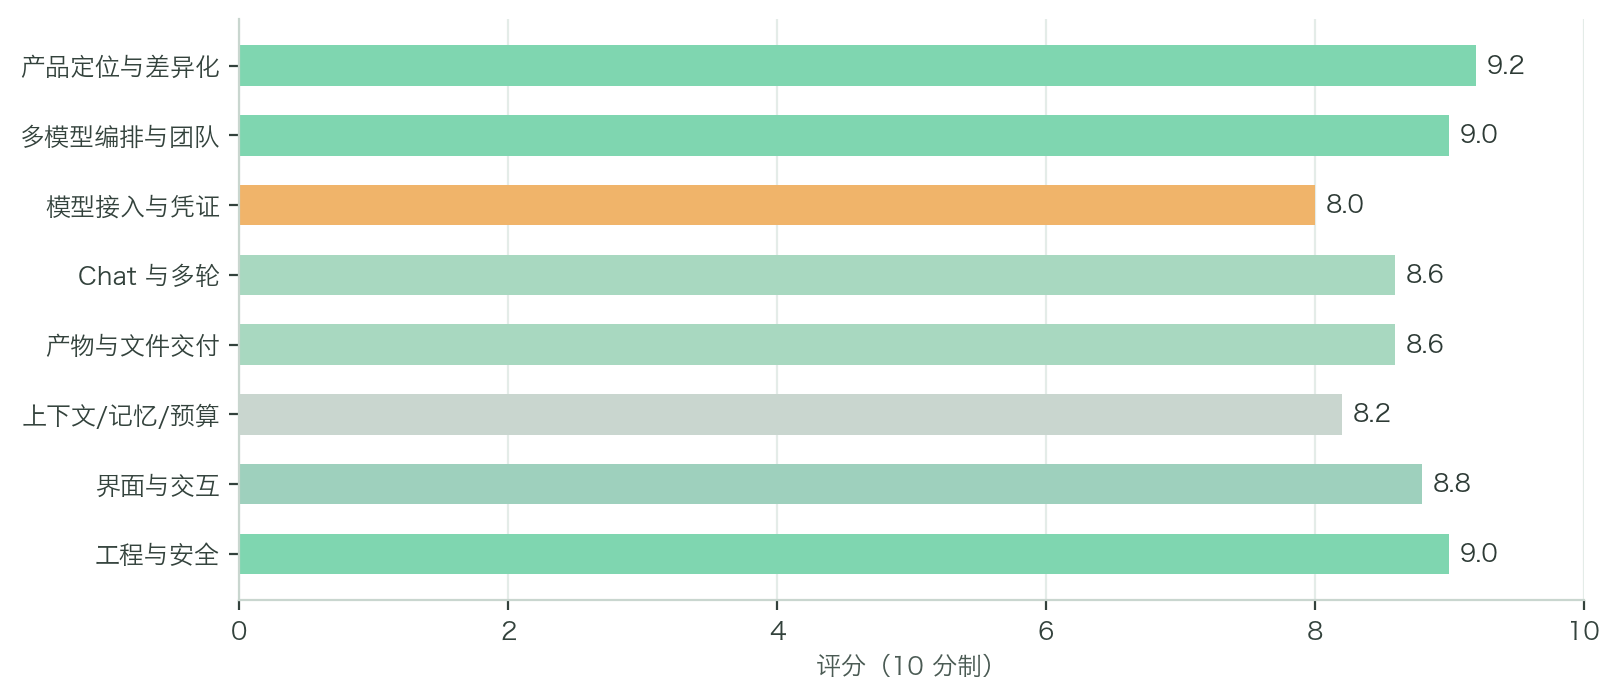 产品定位与差异化 9.2
多模型编排与团队 9.0
模型接入与凭证 8.0
Chat 与多轮 8.6
产物与文件交付 8.6
上下文/记忆/预算 8.2
界面与交互 8.8
工程与安全 9.0
0 2 4 6 8 10
评分（10 分制）